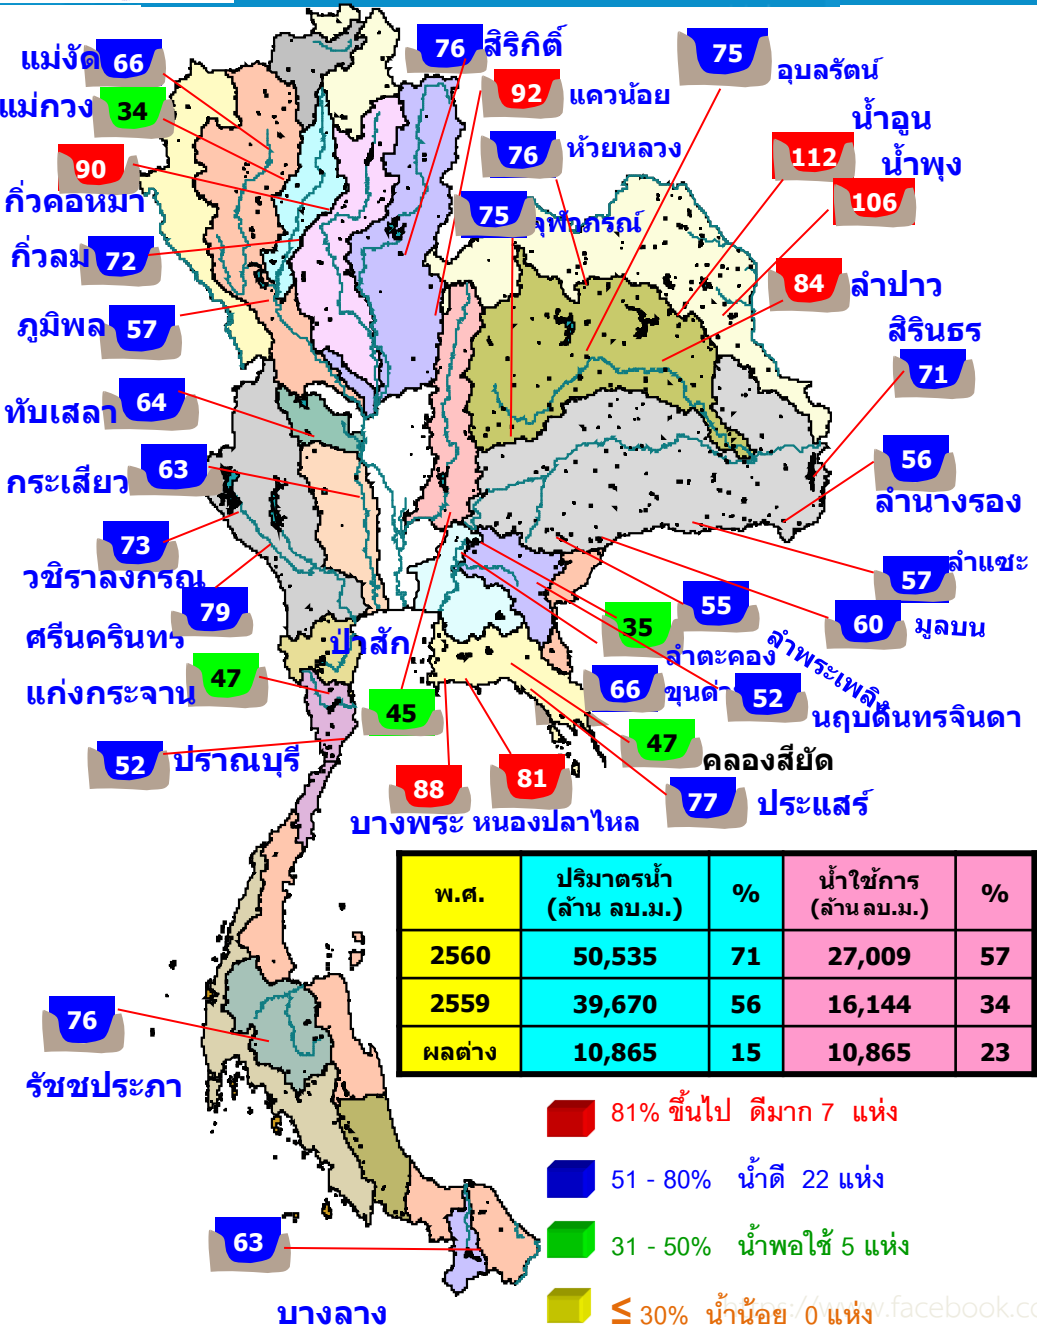 แม่งัด 66
แม่กวง 34
90
กิ่วคอหมา
กิ่วลม 72
ภูมิพล 57
ทับเสลา 64
กระเสียว 63
73
วชิราลงกรณ
79
ศรีนครินทร
แก่งกระจาน 47
52 ปราณบุรี
76 สิริกิติ์
92 แควน้อย
76 ห้วยหลวง
75 จุฬาภรณ์
75 อุบลรัตน์
น้ำอูน
112
น้ำพุง
106
84 ลำปาว
สิรินธร
71
56
ลำนางรอง
57 ลำแซะ
60 มูลบน
55
ลำพระเพลิง
35
ลำตะคอง
66 ขุนด่า
52
นฤบดินทรจินดา
ป่าสัก
45
47
คลองสียัด
77 ประแสร์
88
บางพระ
81
หนองปลาไหล
76
รัชชประภา
63
บางลาง
พ.ศ. ปริมาตรน้ำ (ล้าน ลบ.ม.) % น้ำใช้การ (ล้าน ลบ.ม.) %
2560 50,535 71 27,009 57
2559 39,670 56 16,144 34
ผลต่าง 10,865 15 10,865 23
81% ขึ้นไป ดีมาก 7 แห่ง
51 - 80% น้ำดี 22 แห่ง
31 - 50% น้ำพอใช้ 5 แห่ง
≤ 30% น้ำน้อย 0 แห่ง